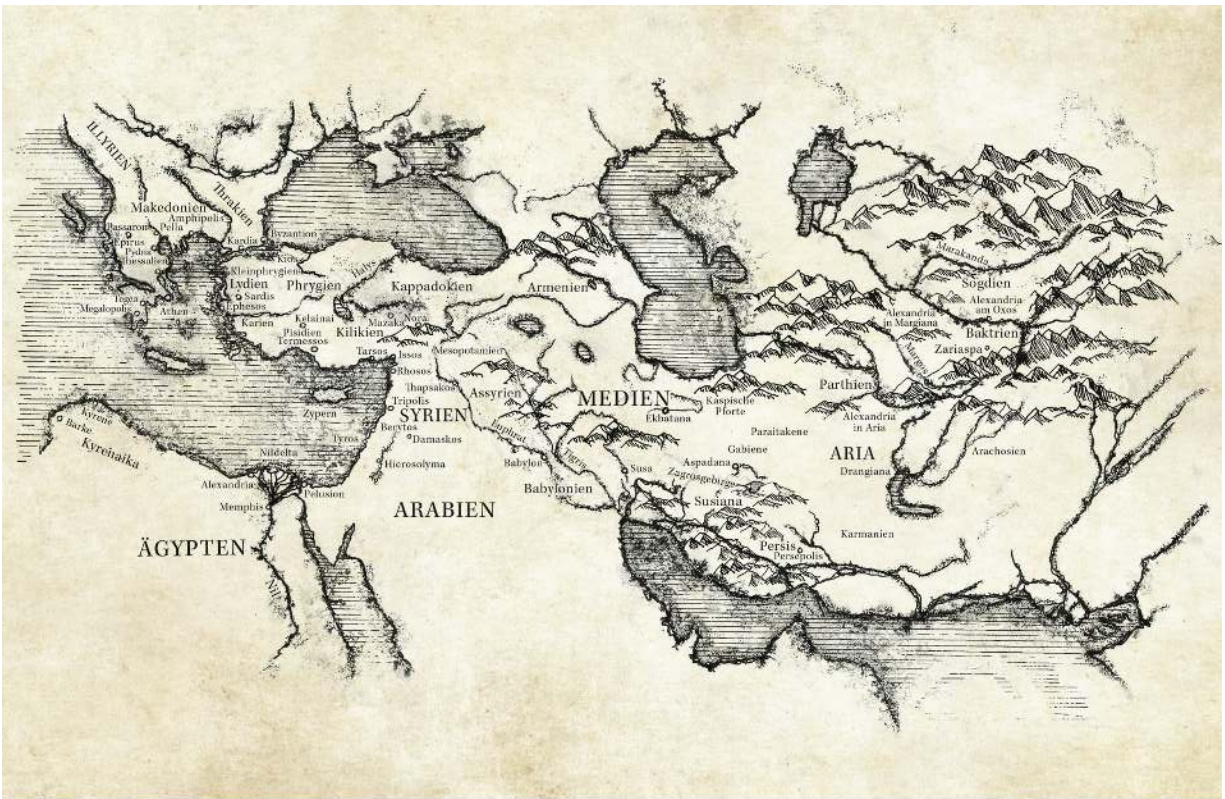 ILLYRIEN
Thrakien
Makedonien
Amphipolis
Pella
Passaron
Epirus
Pydna
Thessalien
Kardia
Byzantion
Kios
Kleinphrygien
Lydien
Sardis
Ephesos
Phrygien
Halys
Kappadokien
Armenien
Tegea
Megalopolis
Athen
Karien
Kelainai
Pisidien
Termessos
Kilikien
Mazaka
Nora
Tarsos
Issos
Rhosos
Mesopotamien
Thapsakos
Tripolis
SYRIEN
Berytos
Tyros
Damaskos
Hierosolyma
Zypern
Kyrene
Barke
Kyrenaika
Nildelta
Alexandria
Pelusion
Memphis
ÄGYPTEN
Nil
ARABIEN
Assyrien
Euphrat
Tigris
Babylon
Babylonien
MEDIEN
Ekbatana
Kaspische
Pforte
Paraitakene
Gabiene
Aspadana
Zagrosgebirge
Susa
Susiana
Persis
Persepolis
Karmanien
Parthien
Alexandria
in Aria
ARIA
Drangiana
Arachosien
Marakanda
Sogdien
Alexandria
am Oxos
Alexandria
in Margiana
Margos
Baktrien
Zariaspa